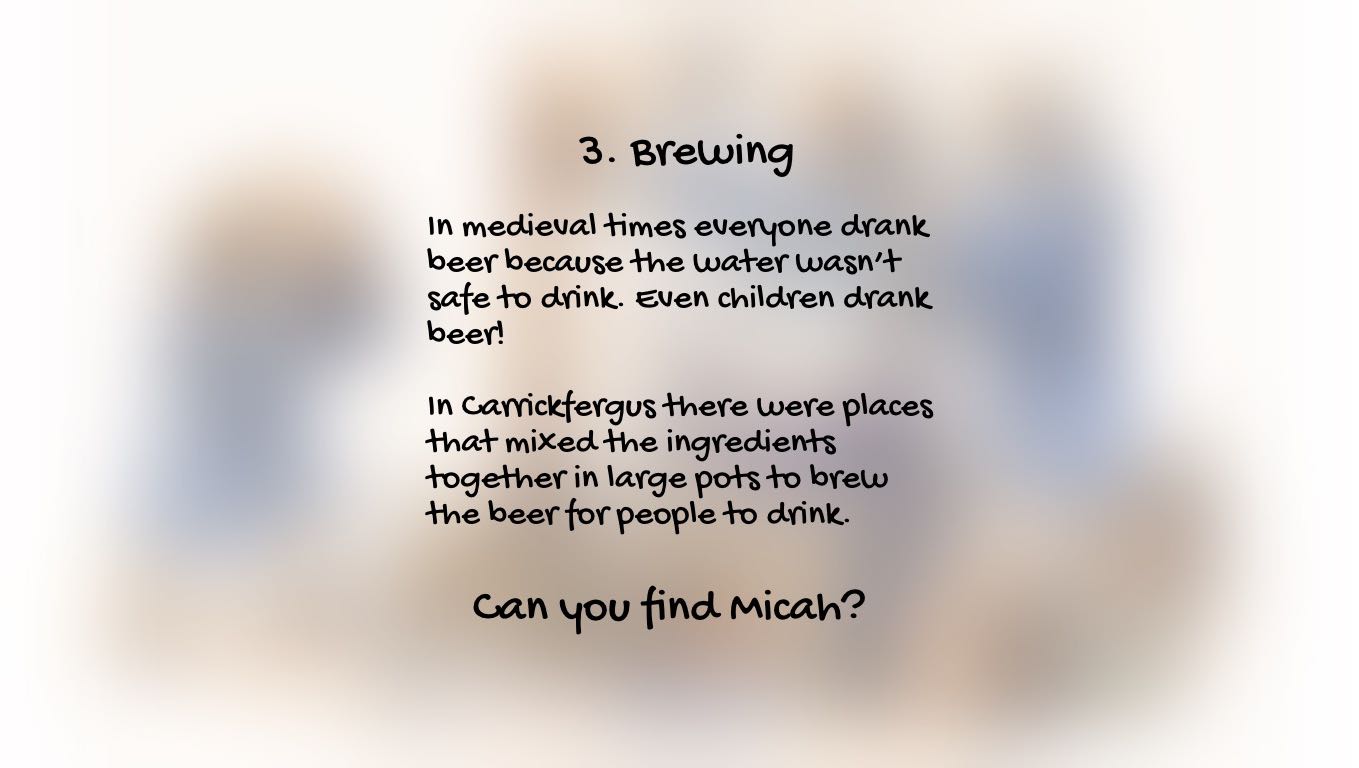 3. Brewing
In medieval times everyone drank
beer because the water wasn't
safe to drink. Even children drank
beer!
In Carrickfergus there were places
that mixed the ingredients
together in large pots to brew
the beer for people to drink.
Can you find Micah?